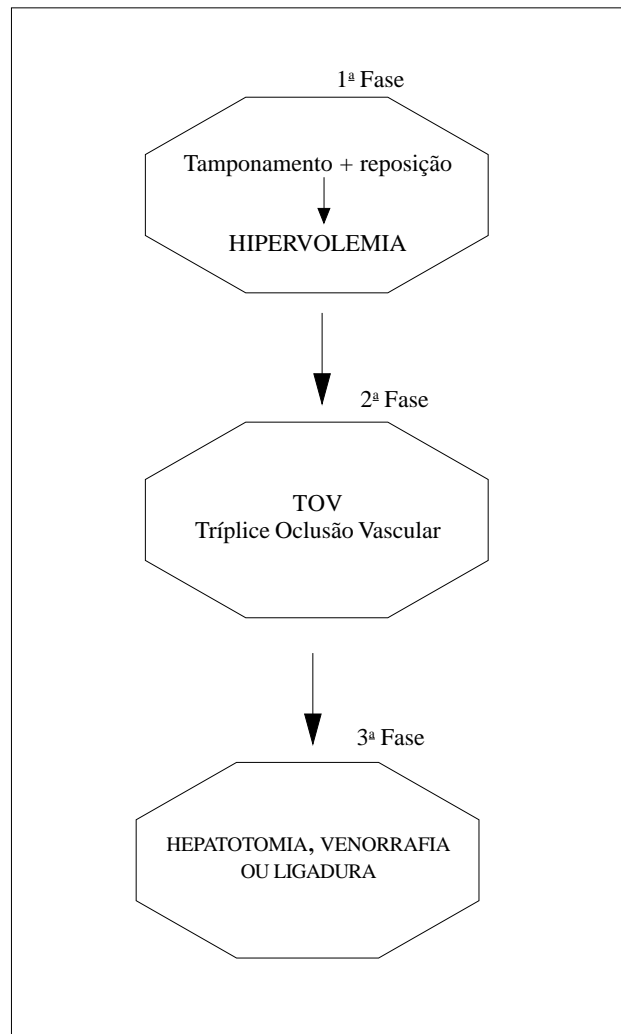 1ª Fase
Tamponamento + reposição
HIPERVOLEMIA
2ª Fase
TOV
Tríplice Oclusão Vascular
3ª Fase
HEPATOTOMIA, VENORRAFIA
OU LIGADURA